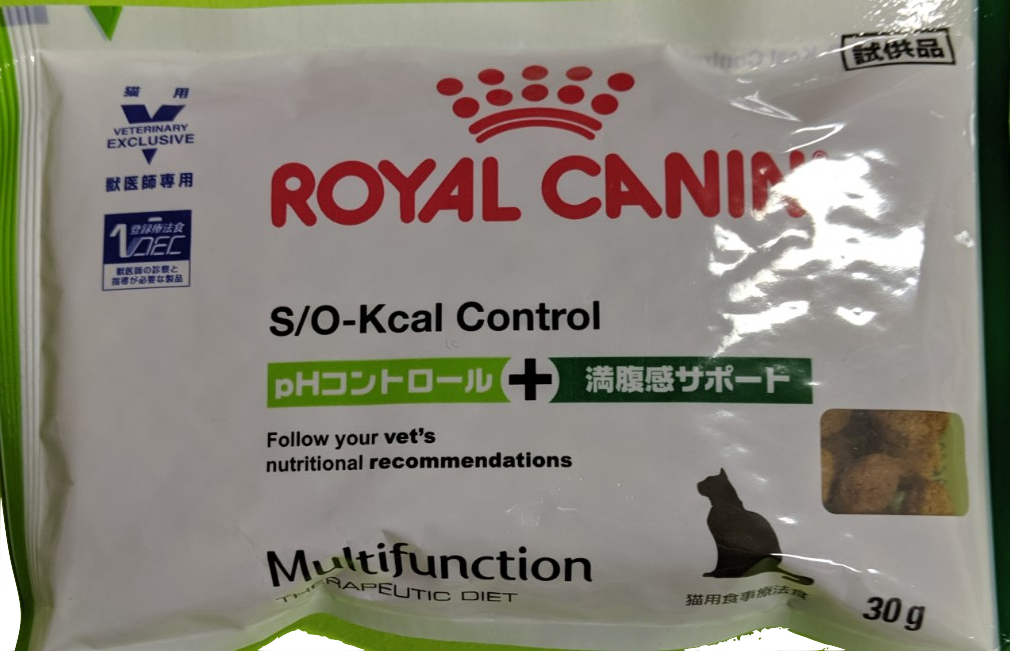 試供品
猫 用
VETERINARY
EXCLUSIVE
獣医師専用
登録療法食
VDEC
獣医師の診察と
指導が必要な製品
ROYAL CANIN
S/O-Kcal Control
pHコントロール + 満腹感サポート
Follow your vet's
nutritional recommendations
Multifunction
THERAPEUTIC DIET
猫用食事療法食
30g